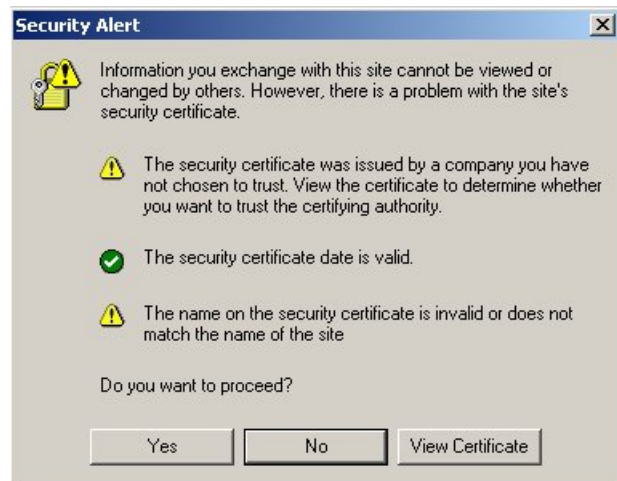 Security Alert
Information you exchange with this site cannot be viewed or
changed by others. However, there is a problem with the site's
security certificate.
The security certificate was issued by a company you have
not chosen to trust. View the certificate to determine whether
you want to trust the certifying authority.
The security certificate date is valid.
The name on the security certificate is invalid or does not
match the name of the site
Do you want to proceed?
Yes No View Certificate